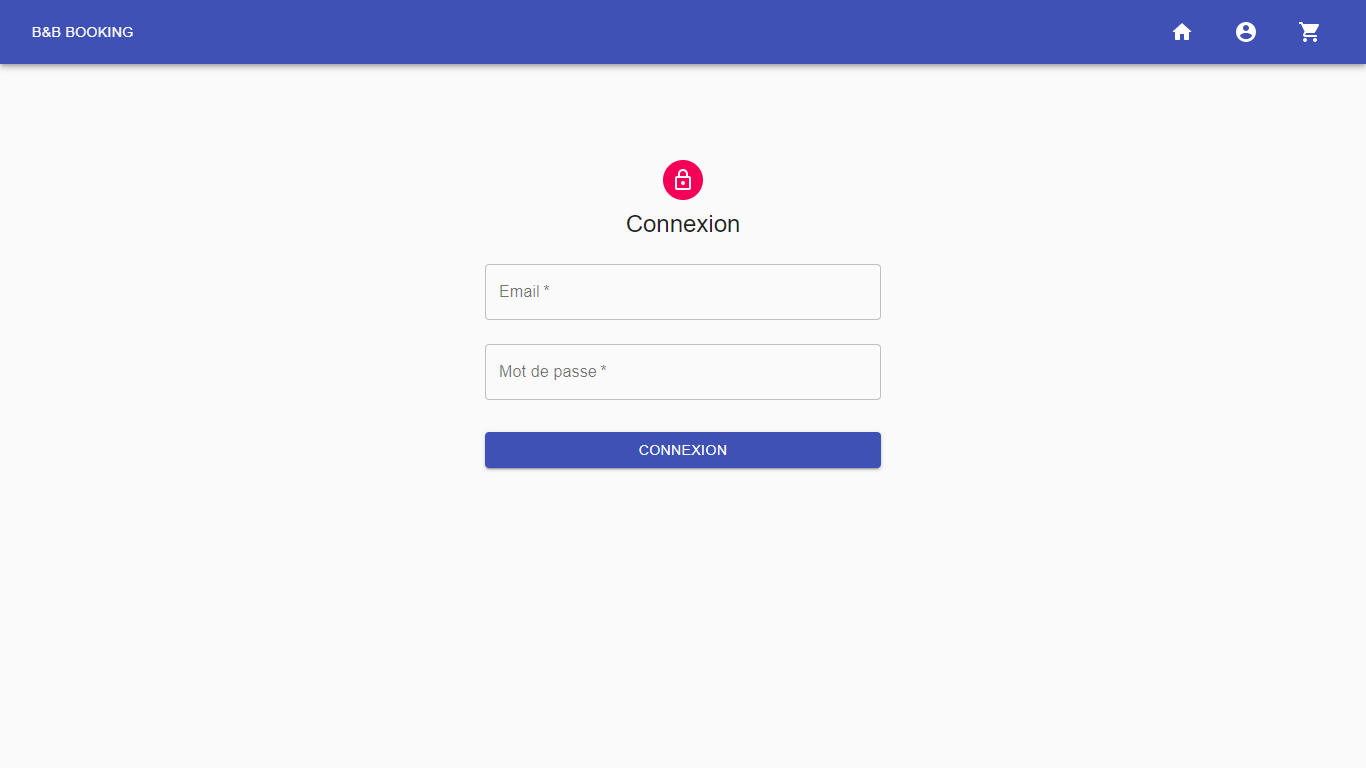 B&B BOOKING
Connexion
Email *
Mot de passe *
CONNEXION